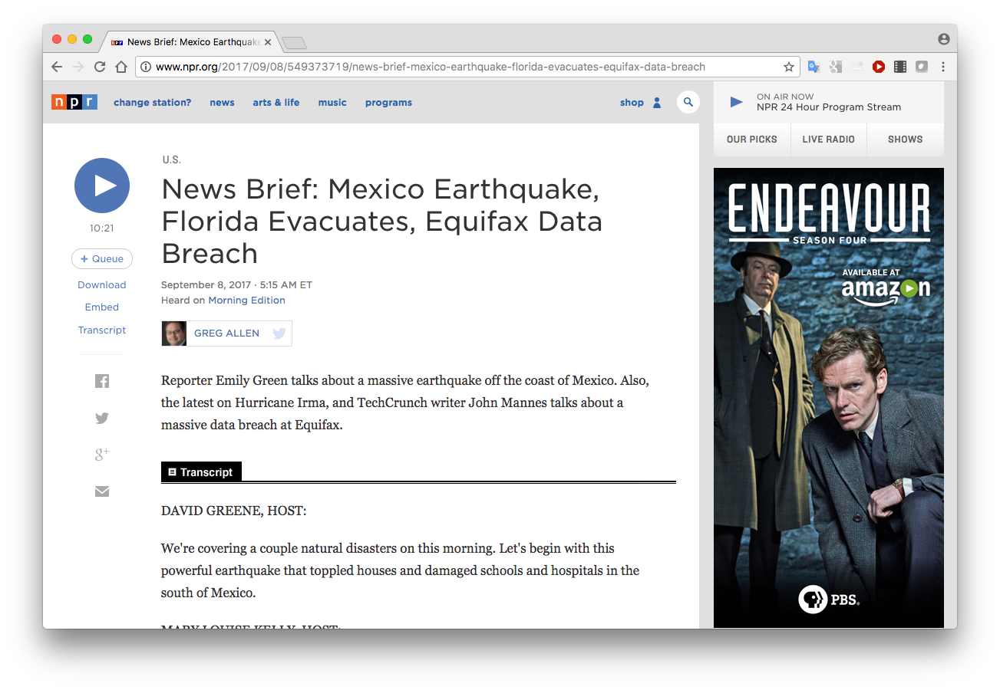 npr News Brief: Mexico Earthquake
www.npr.org/2017/09/08/549373719/news-brief-mexico-earthquake-florida-evacuates-equifax-data-breach
npr change station? news arts & life music programs shop
ON AIR NOW
NPR 24 Hour Program Stream
OUR PICKS LIVE RADIO SHOWS
U.S.
News Brief: Mexico Earthquake,
Florida Evacuates, Equifax Data
Breach
10:21
+ Queue
Download
Embed
Transcript
September 8, 2017 · 5:15 AM ET
Heard on Morning Edition
GREG ALLEN
g+
Reporter Emily Green talks about a massive earthquake off the coast of Mexico. Also,
the latest on Hurricane Irma, and TechCrunch writer John Mannes talks about a
massive data breach at Equifax.
Transcript
DAVID GREENE, HOST:
We're covering a couple natural disasters on this morning. Let's begin with this
powerful earthquake that toppled houses and damaged schools and hospitals in the
south of Mexico.
MARY LOUISE KELLY, HOST:
ENDEAVOUR
SEASON FOUR
AVAILABLE AT
amazon
PBS.